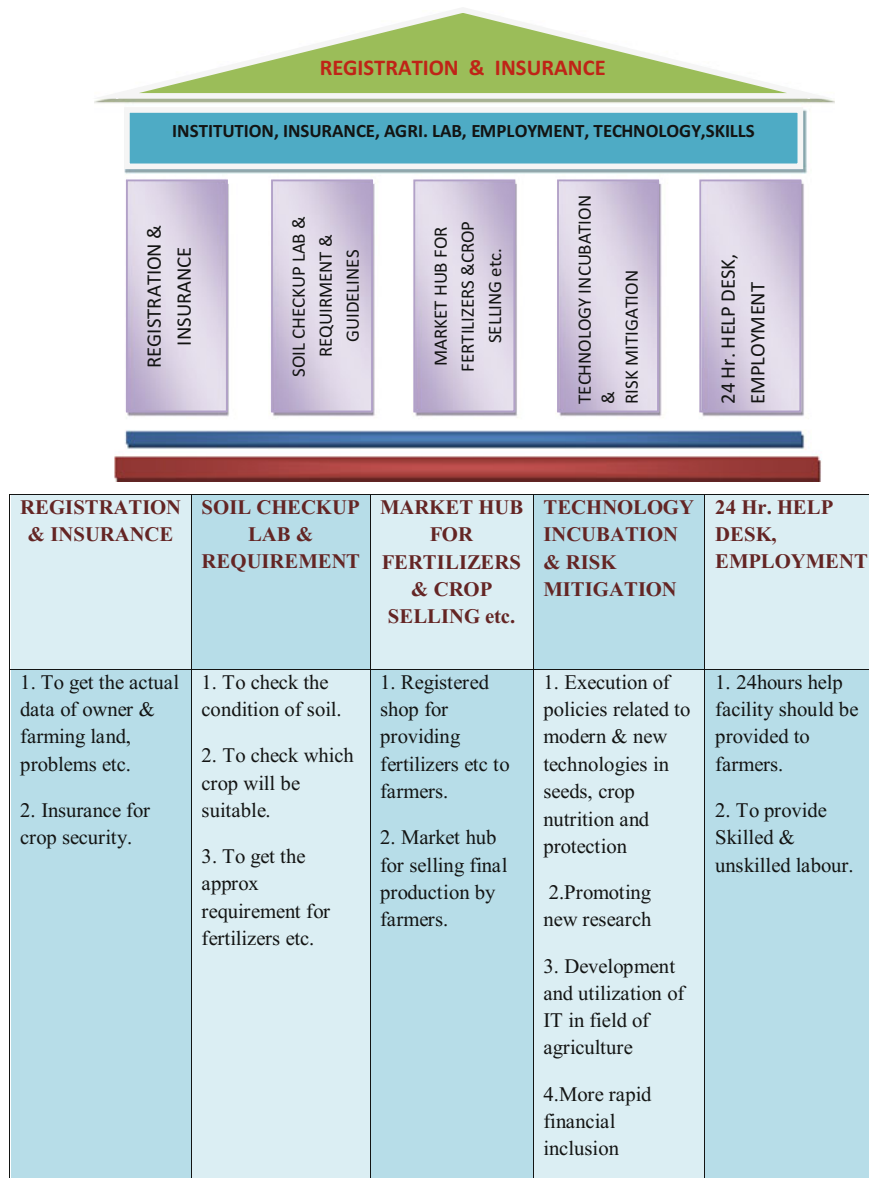 REGISTRATION & INSURANCE
INSTITUTION, INSURANCE, AGRI. LAB, EMPLOYMENT, TECHNOLOGY,SKILLS
REGISTRATION &
INSURANCE
SOIL CHECKUP LAB &
REQUIRMENT &
GUIDELINES
MARKET HUB FOR
FERTILIZERS &CROP
SELLING etc.
TECHNOLOGY INCUBATION
&
RISK MITIGATION
24 Hr. HELP DESK,
EMPLOYMENT
REGISTRATION
& INSURANCE
SOIL CHECKUP
LAB &
REQUIREMENT
MARKET HUB
FOR
FERTILIZERS
& CROP
SELLING etc.
TECHNOLOGY
INCUBATION
& RISK
MITIGATION
24 Hr. HELP
DESK,
EMPLOYMENT
1. To get the actual
data of owner &
farming land,
problems etc.
2. Insurance for
crop security.
1. To check the
condition of soil.
2. To check which
crop will be
suitable.
3. To get the
approx
requirement for
fertilizers etc.
1. Registered
shop for
providing
fertilizers etc to
farmers.
2. Market hub
for selling final
production by
farmers.
1. Execution of
policies related to
modern & new
technologies in
seeds, crop
nutrition and
protection
2.Promoting
new research
3. Development
and utilization of
IT in field of
agriculture
4.More rapid
financial
inclusion
1. 24hours help
facility should be
provided to
farmers.
2. To provide
Skilled &
unskilled labour.